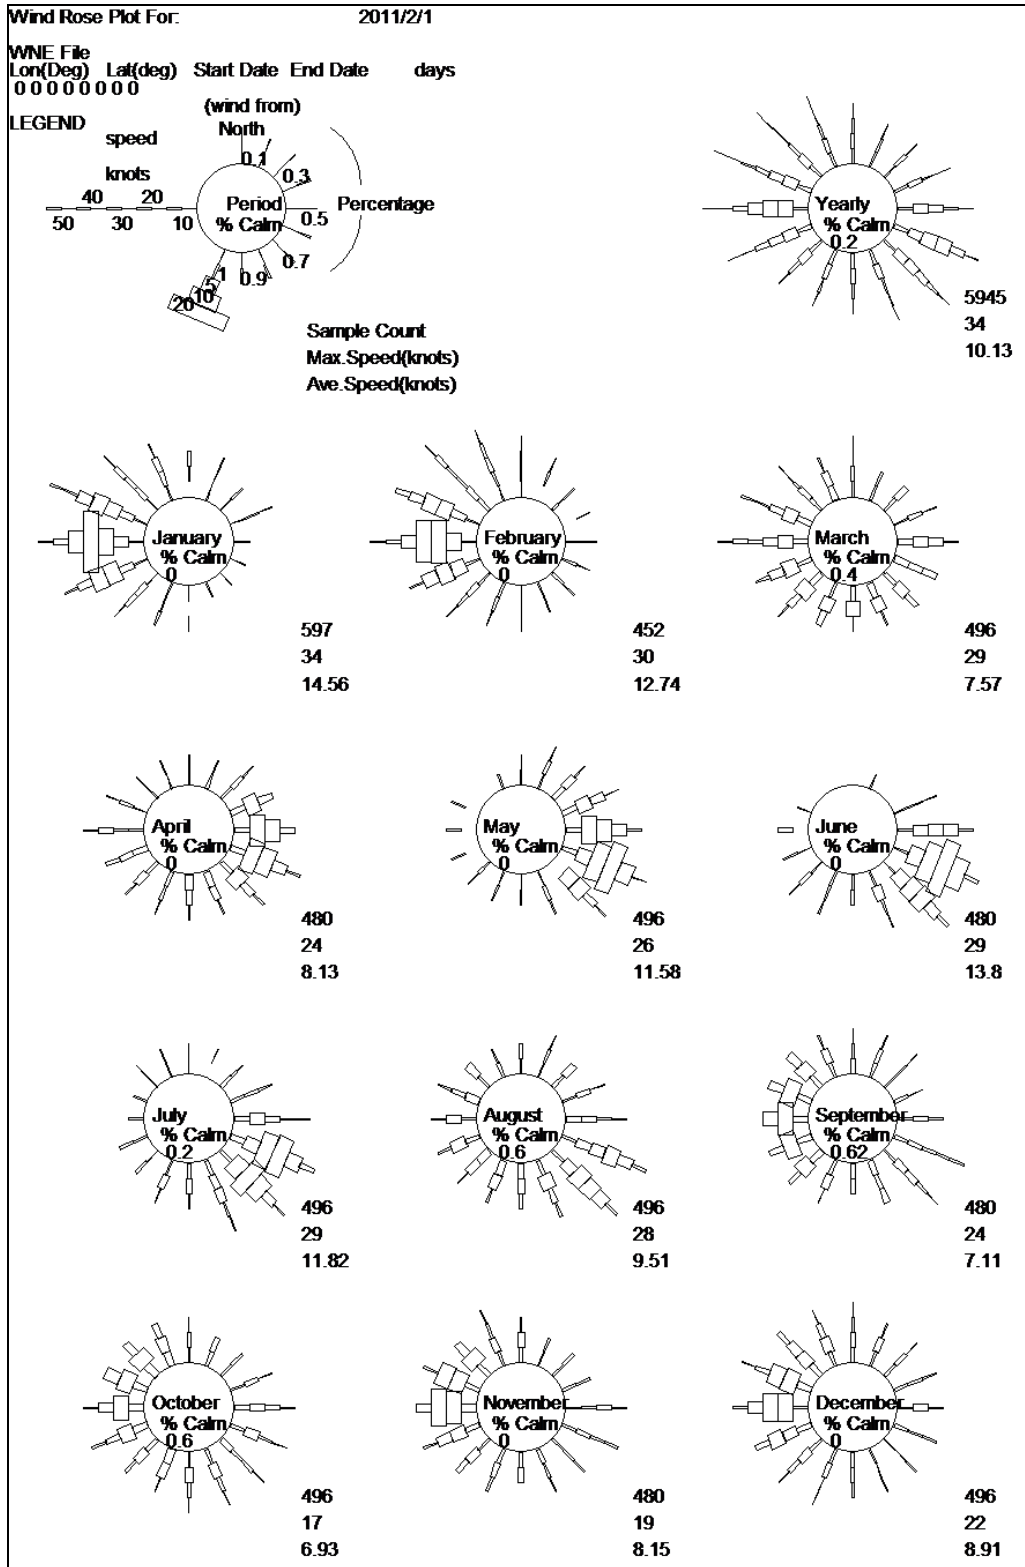 Wind Rose Plot For: 2011/2/1
WNE File
Lon(Deg) Lat(deg) Start Date End Date days
0 0 0 0 0 0 0 0
LEGEND
(wind from)
North
speed
knots
40 20
50 30 10
0.1
0.3
0.5
0.7
0.9
1
5
10
20
Period
% Calm
Percentage
Sample Count
Max.Speed(knots)
Ave.Speed(knots)
Yearly
% Calm
0.2
5945
34
10.13
January
% Calm
0
597
34
14.56
February
% Calm
0
452
30
12.74
March
% Calm
0.4
496
29
7.57
April
% Calm
0
480
24
8.13
May
% Calm
0
496
26
11.58
June
% Calm
0
480
29
13.8
July
% Calm
0.2
496
29
11.82
August
% Calm
0.6
496
28
9.51
September
% Calm
0.62
480
24
7.11
October
% Calm
0.6
496
17
6.93
November
% Calm
0
480
19
8.15
December
% Calm
0
496
22
8.91